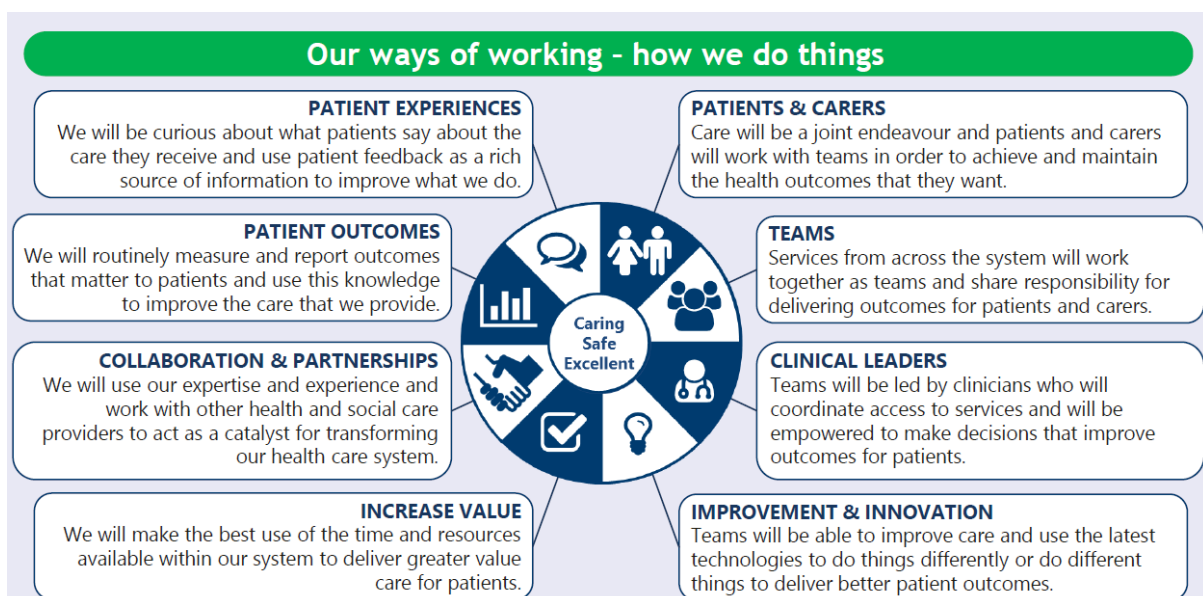 Our ways of working – how we do things
PATIENT EXPERIENCES
We will be curious about what patients say about the
care they receive and use patient feedback as a rich
source of information to improve what we do.
PATIENTS & CARERS
Care will be a joint endeavour and patients and carers
will work with teams in order to achieve and maintain
the health outcomes that they want.
PATIENT OUTCOMES
We will routinely measure and report outcomes
that matter to patients and use this knowledge
to improve the care that we provide.
TEAMS
Services from across the system will work
together as teams and share responsibility for
delivering outcomes for patients and carers.
Caring
Safe
Excellent
COLLABORATION & PARTNERSHIPS
We will use our expertise and experience and
work with other health and social care
providers to act as a catalyst for transforming
our health care system.
CLINICAL LEADERS
Teams will be led by clinicians who will
coordinate access to services and will be
empowered to make decisions that improve
outcomes for patients.
INCREASE VALUE
We will make the best use of the time and resources
available within our system to deliver greater value
care for patients.
IMPROVEMENT & INNOVATION
Teams will be able to improve care and use the latest
technologies to do things differently or do different
things to deliver better patient outcomes.